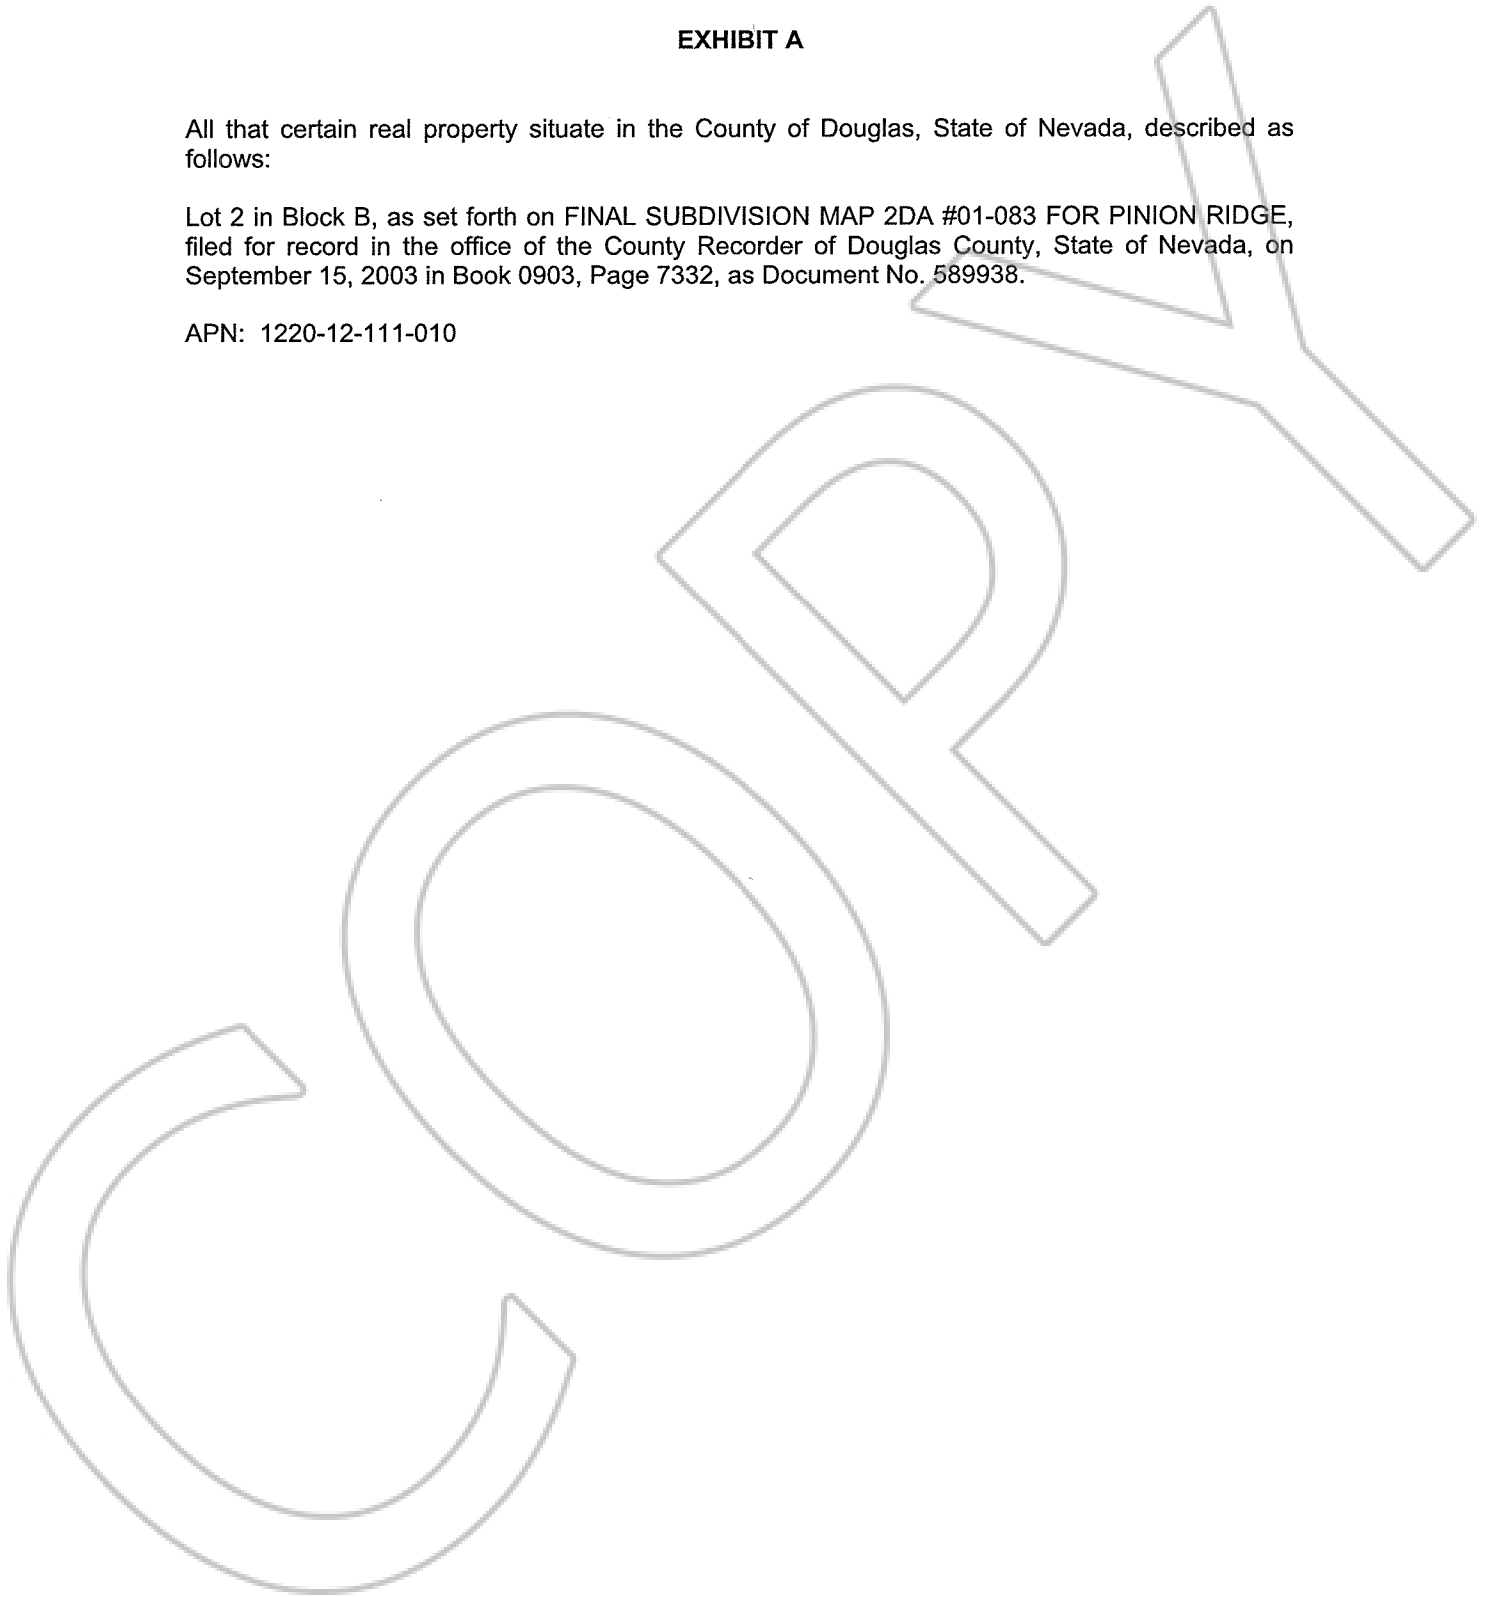 EXHIBIT A
All that certain real property situate in the County of Douglas, State of Nevada, described as
follows:
Lot 2 in Block B, as set forth on FINAL SUBDIVISION MAP 2DA #01-083 FOR PINION RIDGE,
filed for record in the office of the County Recorder of Douglas County, State of Nevada, on
September 15, 2003 in Book 0903, Page 7332, as Document No. 589938.
APN: 1220-12-111-010
COPY